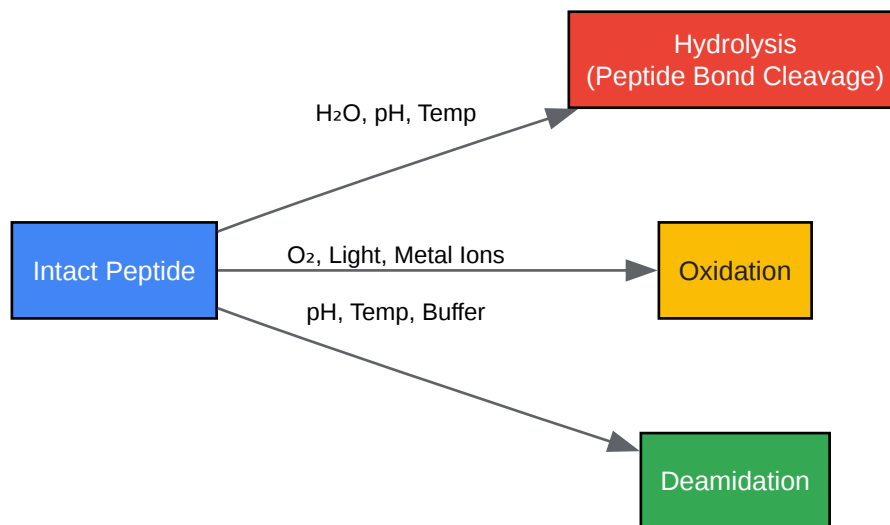 Hydrolysis
(Peptide Bond Cleavage)
H₂O, pH, Temp
Intact Peptide
O₂, Light, Metal Ions
Oxidation
pH, Temp, Buffer
Deamidation